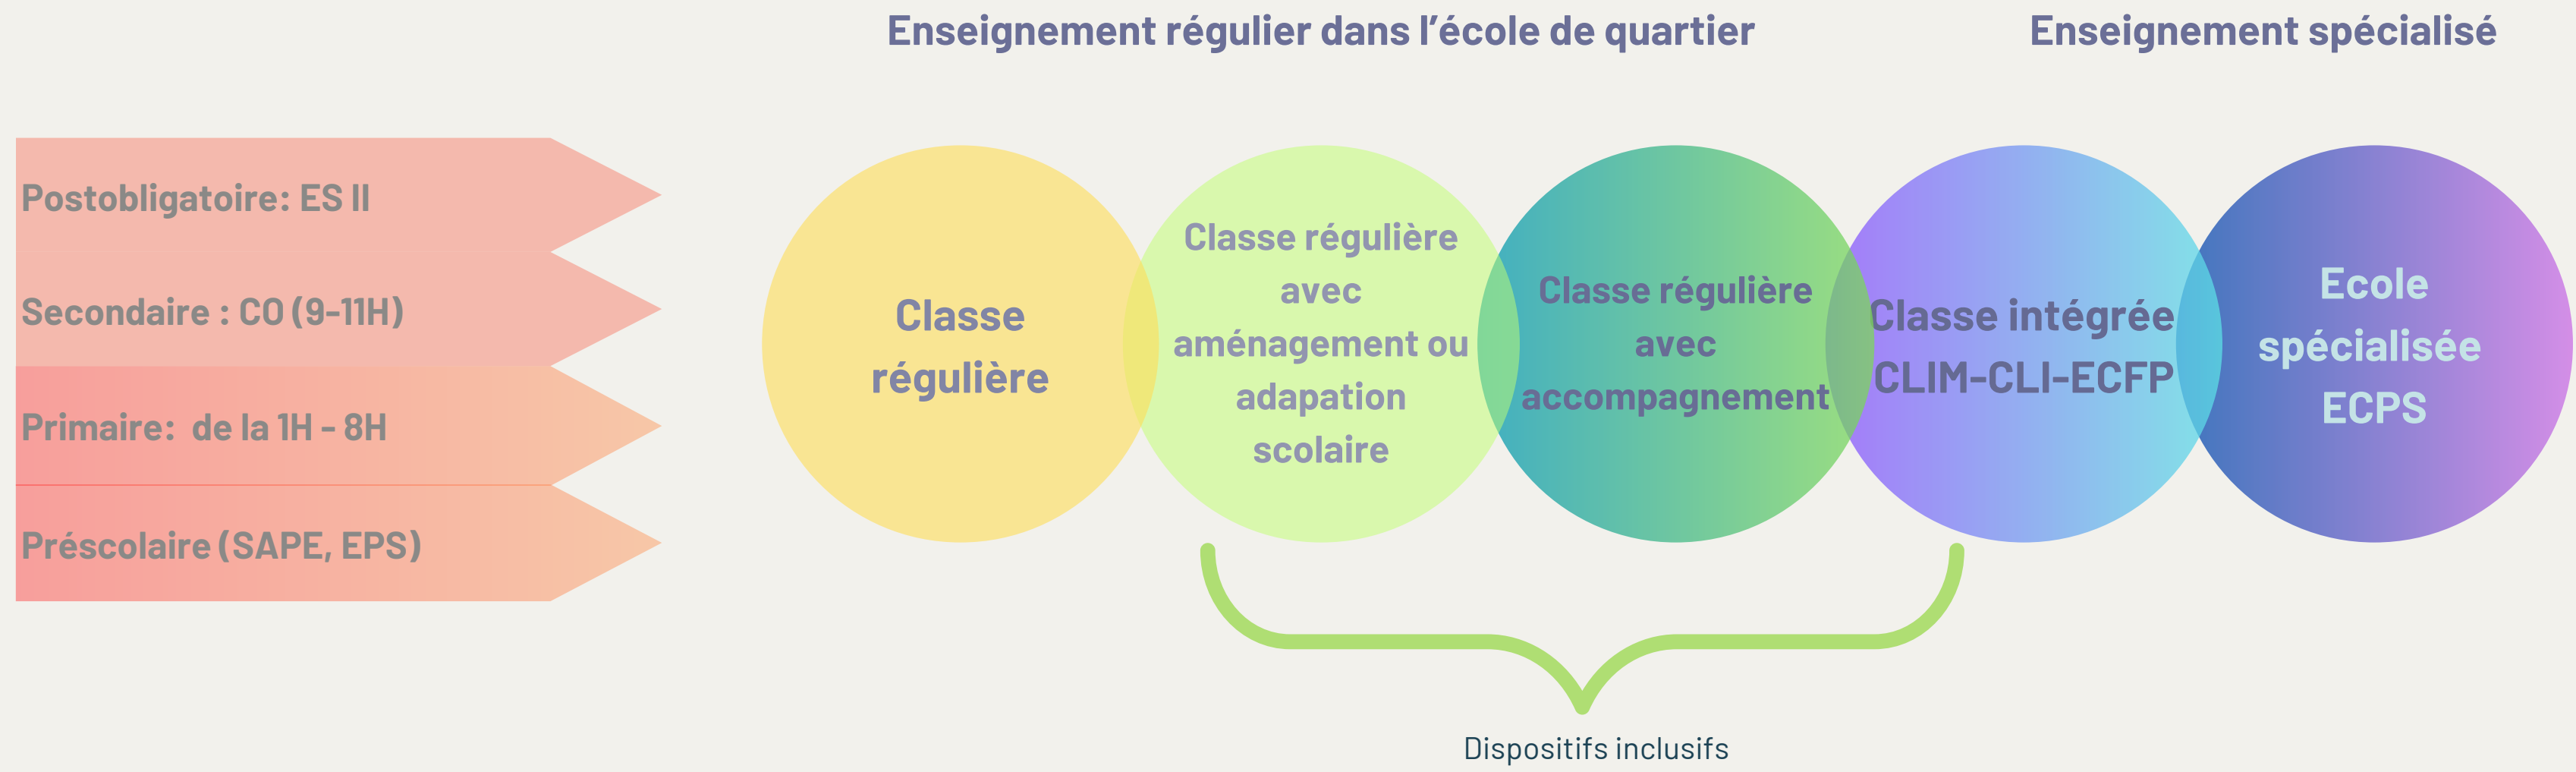 Enseignement régulier dans l’école de quartier
Enseignement spécialisé
Postobligatoire: ES II
Secondaire : CO (9-11H)
Primaire:  de la 1H - 8H
Préscolaire (SAPE, EPS)
Classe
régulière
Classe régulière
avec
aménagement ou
adapation
scolaire
Classe régulière
avec
accompagnement
Classe intégrée
CLIM-CLI-ECFP
Ecole
spécialisée
ECPS
Dispositifs inclusifs